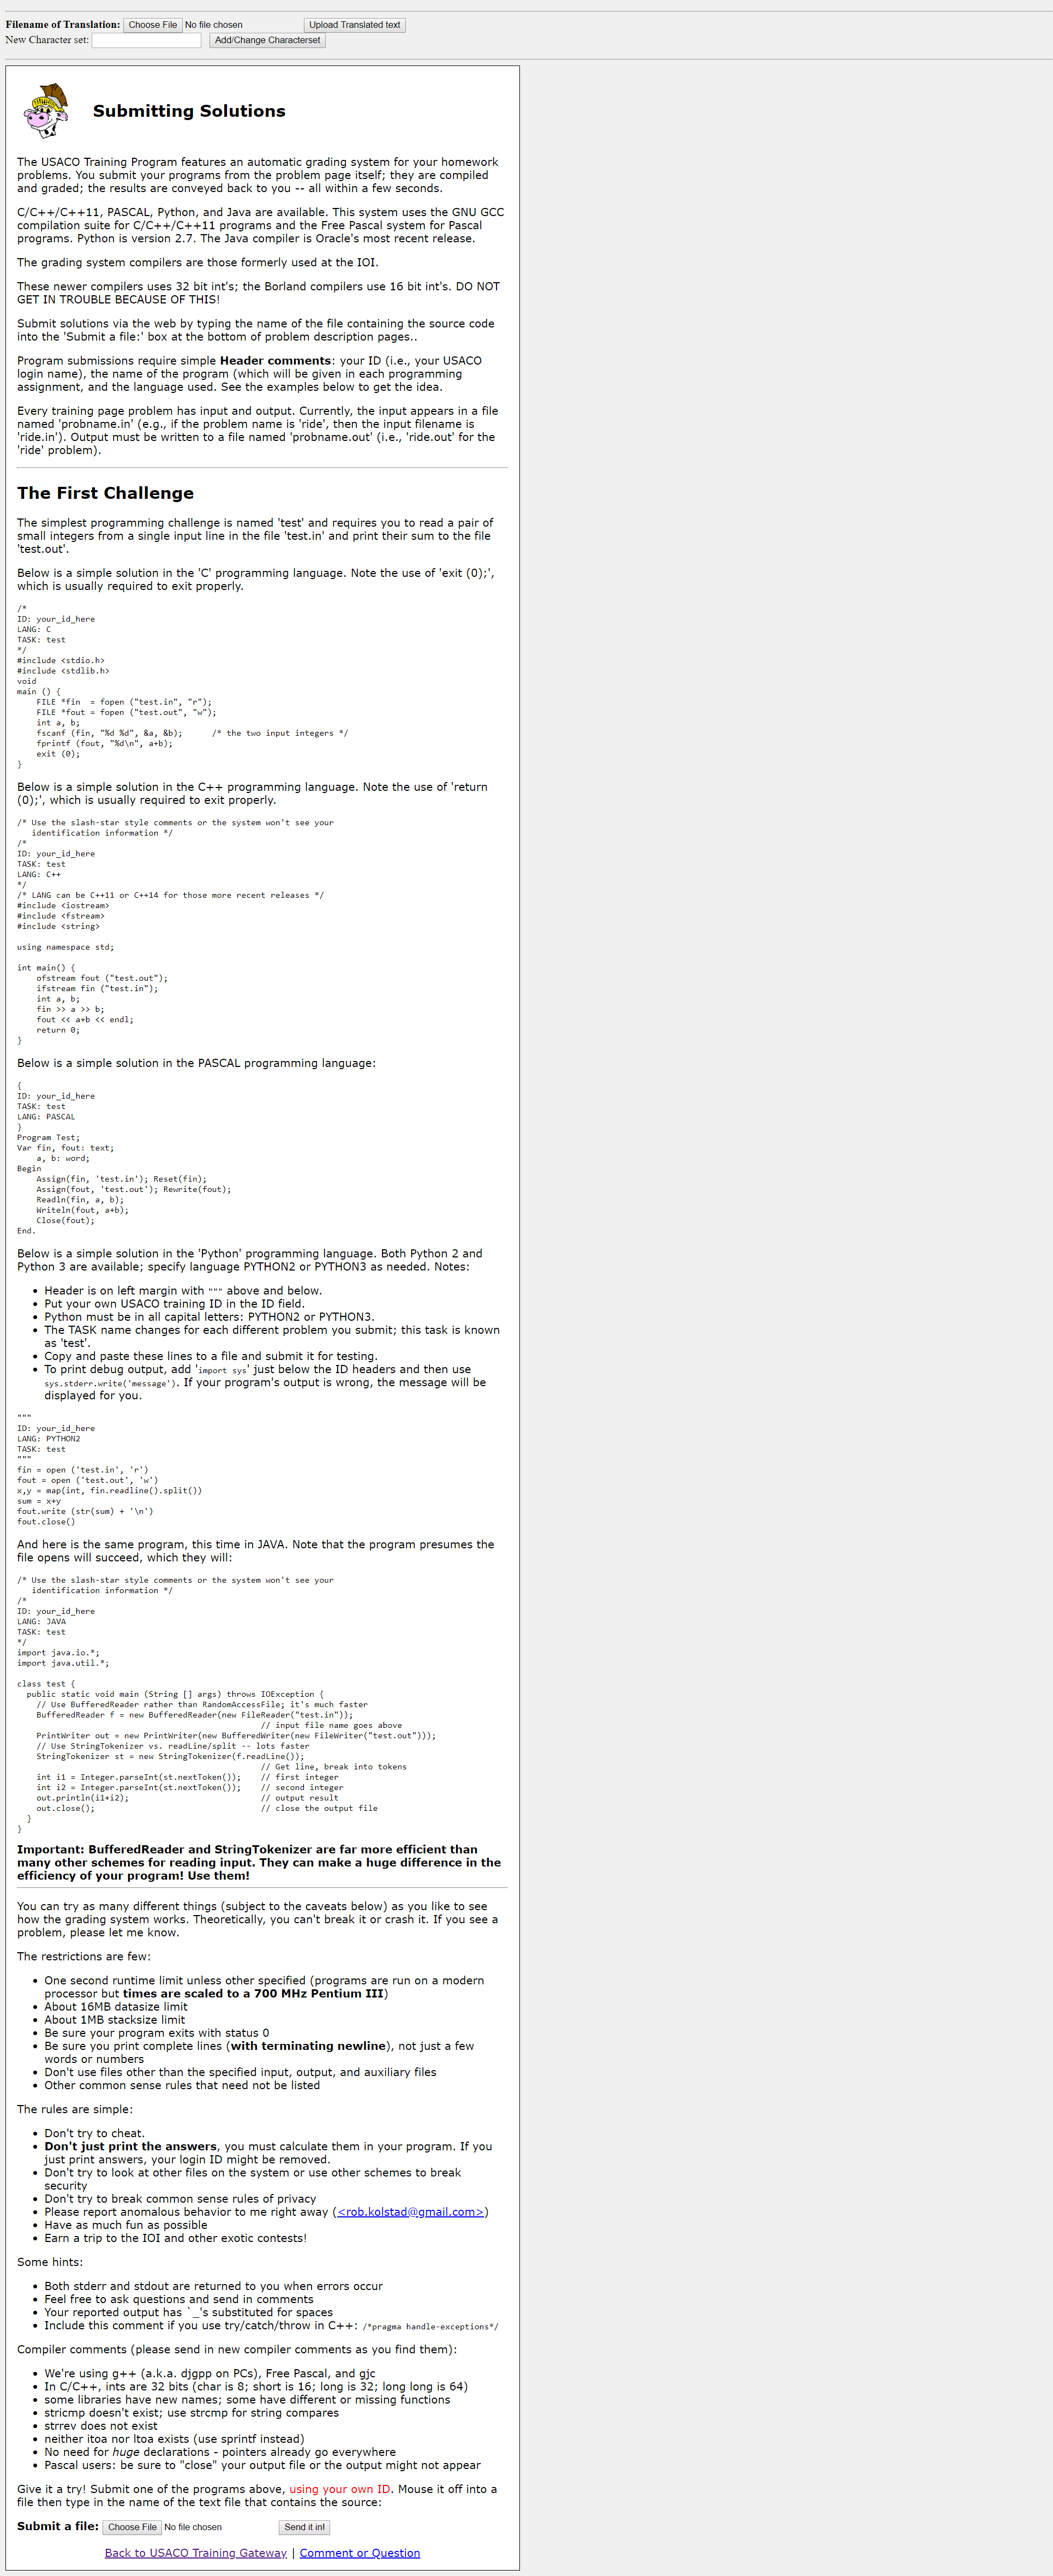 Filename of Translation: Choose File No file chosen Upload Translated text
New Character set: Add/Change Characterset
Submitting Solutions
The USACO Training Program features an automatic grading system for your homework
problems. You submit your programs from the problem page itself; they are compiled
and graded; the results are conveyed back to you -- all within a few seconds.
C/C++/C++11, PASCAL, Python, and Java are available. This system uses the GNU GCC
compilation suite for C/C++/C++11 programs and the Free Pascal system for Pascal
programs. Python is version 2.7. The Java compiler is Oracle's most recent release.
The grading system compilers are those formerly used at the IOI.
These newer compilers uses 32 bit int's; the Borland compilers use 16 bit int's. DO NOT
GET IN TROUBLE BECAUSE OF THIS!
Submit solutions via the web by typing the name of the file containing the source code
into the 'Submit a file:' box at the bottom of problem description pages..
Program submissions require simple Header comments: your ID (i.e., your USACO
login name), the name of the program (which will be given in each programming
assignment, and the language used. See the examples below to get the idea.
Every training page problem has input and output. Currently, the input appears in a file
named 'probname.in' (e.g., if the problem name is 'ride', then the input filename is
'ride.in'). Output must be written to a file named 'probname.out' (i.e., 'ride.out' for the
'ride' problem).
The First Challenge
The simplest programming challenge is named 'test' and requires you to read a pair of
small integers from a single input line in the file 'test.in' and print their sum to the file
'test.out'.
Below is a simple solution in the 'C' programming language. Note the use of 'exit (0);',
which is usually required to exit properly.
/*
ID: your_id_here
LANG: C
TASK: test
*/
#include <stdio.h>
#include <stdlib.h>
void
main () {
    FILE *fin  = fopen ("test.in", "r");
    FILE *fout = fopen ("test.out", "w");
    int a, b;
    fscanf (fin, "%d %d", &a, &b);      /* the two input integers */
    fprintf (fout, "%d\n", a+b);
    exit (0);
}
Below is a simple solution in the C++ programming language. Note the use of 'return
(0);', which is usually required to exit properly.
/* Use the slash-star style comments or the system won't see your
   identification information */
/*
ID: your_id_here
TASK: test
LANG: C++
*/
/* LANG can be C++11 or C++14 for those more recent releases */
#include <iostream>
#include <fstream>
#include <string>
using namespace std;
int main() {
    ofstream fout ("test.out");
    ifstream fin ("test.in");
    int a, b;
    fin >> a >> b;
    fout << a+b << endl;
    return 0;
}
Below is a simple solution in the PASCAL programming language:
{
ID: your_id_here
TASK: test
LANG: PASCAL
}
Program Test;
Var fin, fout: text;
    a, b: word;
Begin
    Assign(fin, 'test.in'); Reset(fin);
    Assign(fout, 'test.out'); Rewrite(fout);
    Readln(fin, a, b);
    Writeln(fout, a+b);
    Close(fout);
End.
Below is a simple solution in the 'Python' programming language. Both Python 2 and
Python 3 are available; specify language PYTHON2 or PYTHON3 as needed. Notes:
• Header is on left margin with """ above and below.
• Put your own USACO training ID in the ID field.
• Python must be in all capital letters: PYTHON2 or PYTHON3.
• The TASK name changes for each different problem you submit; this task is known
as 'test'.
• Copy and paste these lines to a file and submit it for testing.
• To print debug output, add 'import sys' just below the ID headers and then use
sys.stderr.write('message'). If your program's output is wrong, the message will be
displayed for you.
"""
ID: your_id_here
LANG: PYTHON2
TASK: test
"""
fin = open ('test.in', 'r')
fout = open ('test.out', 'w')
x,y = map(int, fin.readline().split())
sum = x+y
fout.write (str(sum) + '\n')
fout.close()
And here is the same program, this time in JAVA. Note that the program presumes the
file opens will succeed, which they will:
/* Use the slash-star style comments or the system won't see your
   identification information */
/*
ID: your_id_here
LANG: JAVA
TASK: test
*/
import java.io.*;
import java.util.*;
class test {
  public static void main (String [] args) throws IOException {
    // Use BufferedReader rather than RandomAccessFile; it's much faster
    BufferedReader f = new BufferedReader(new FileReader("test.in"));
                                                  // input file name goes above
    PrintWriter out = new PrintWriter(new BufferedWriter(new FileWriter("test.out")));
    // Use StringTokenizer vs. readLine/split -- lots faster
    StringTokenizer st = new StringTokenizer(f.readLine());
                                                  // Get line, break into tokens
    int i1 = Integer.parseInt(st.nextToken());    // first integer
    int i2 = Integer.parseInt(st.nextToken());    // second integer
    out.println(i1+i2);                           // output result
    out.close();                                  // close the output file
  }
}
Important: BufferedReader and StringTokenizer are far more efficient than
many other schemes for reading input. They can make a huge difference in the
efficiency of your program! Use them!
You can try as many different things (subject to the caveats below) as you like to see
how the grading system works. Theoretically, you can't break it or crash it. If you see a
problem, please let me know.
The restrictions are few:
• One second runtime limit unless other specified (programs are run on a modern
processor but times are scaled to a 700 MHz Pentium III)
• About 16MB datasize limit
• About 1MB stacksize limit
• Be sure your program exits with status 0
• Be sure you print complete lines (with terminating newline), not just a few
words or numbers
• Don't use files other than the specified input, output, and auxiliary files
• Other common sense rules that need not be listed
The rules are simple:
• Don't try to cheat.
• Don't just print the answers, you must calculate them in your program. If you
just print answers, your login ID might be removed.
• Don't try to look at other files on the system or use other schemes to break
security
• Don't try to break common sense rules of privacy
• Please report anomalous behavior to me right away (<rob.kolstad@gmail.com>)
• Have as much fun as possible
• Earn a trip to the IOI and other exotic contests!
Some hints:
• Both stderr and stdout are returned to you when errors occur
• Feel free to ask questions and send in comments
• Your reported output has `_'s substituted for spaces
• Include this comment if you use try/catch/throw in C++: /*pragma handle-exceptions*/
Compiler comments (please send in new compiler comments as you find them):
• We're using g++ (a.k.a. djgpp on PCs), Free Pascal, and gjc
• In C/C++, ints are 32 bits (char is 8; short is 16; long is 32; long long is 64)
• some libraries have new names; some have different or missing functions
• stricmp doesn't exist; use strcmp for string compares
• strrev does not exist
• neither itoa nor ltoa exists (use sprintf instead)
• No need for huge declarations - pointers already go everywhere
• Pascal users: be sure to "close" your output file or the output might not appear
Give it a try! Submit one of the programs above, using your own ID. Mouse it off into a
file then type in the name of the text file that contains the source:
Submit a file: Choose File No file chosen Send it in!
Back to USACO Training Gateway | Comment or Question